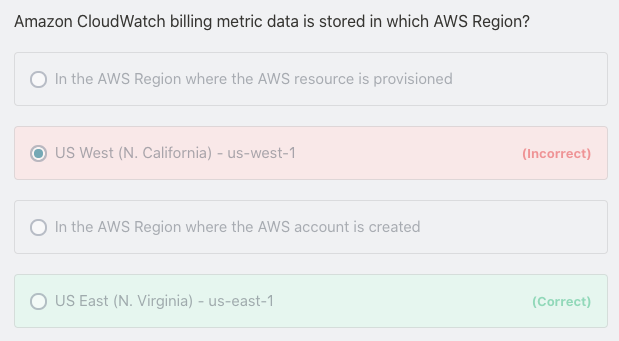 Amazon CloudWatch billing metric data is stored in which AWS Region?
In the AWS Region where the AWS resource is provisioned
US West (N. California) - us-west-1 (Incorrect)
In the AWS Region where the AWS account is created
US East (N. Virginia) - us-east-1 (Correct)